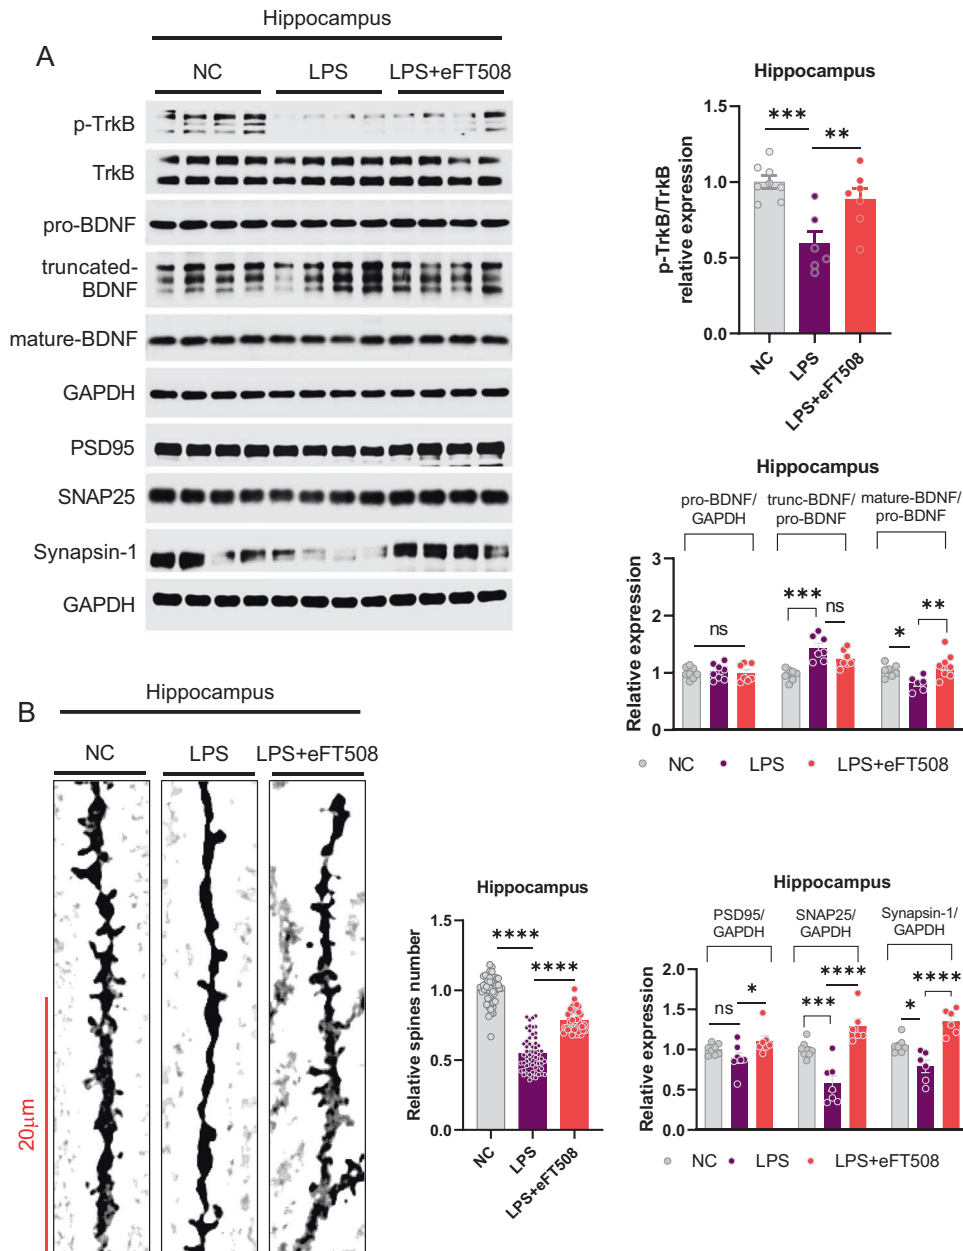 A
Hippocampus
NC
LPS
LPS+eFT508
p-TrkB
TrkB
pro-BDNF
truncated-
BDNF
mature-BDNF
GAPDH
PSD95
SNAP25
Synapsin-1
GAPDH
Hippocampus
p-TrkB/TrkB
relative expression
1.5
1.0
0.5
0.0
***
**
NC
LPS
LPS+eFT508
Hippocampus
pro-BDNF/
GAPDH
trunc-BDNF/
pro-BDNF
mature-BDNF/
pro-BDNF
Relative expression
3
2
1
0
ns
***
ns
*
**
NC
LPS
LPS+eFT508
B
Hippocampus
NC
LPS
LPS+eFT508
20μm
Hippocampus
Relative spines number
1.5
1.0
0.5
0.0
****
****
NC
LPS
LPS+eFT508
Hippocampus
PSD95/
GAPDH
SNAP25/
GAPDH
Synapsin-1/
GAPDH
Relative expression
2.0
1.5
1.0
0.5
0.0
ns
*
***
****
*
****
NC
LPS
LPS+eFT508